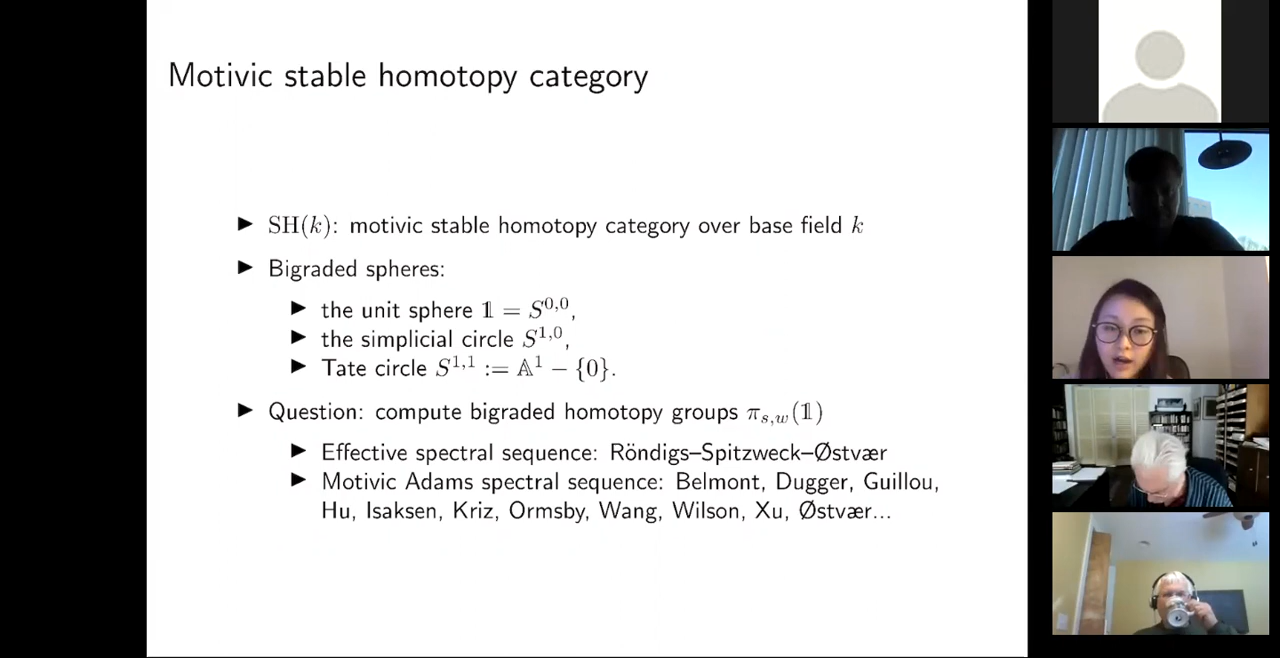 Motivic stable homotopy category
▶ SH(k): motivic stable homotopy category over base field k
▶ Bigraded spheres:
▶ the unit sphere 𝟙 = S^{0,0},
▶ the simplicial circle S^{1,0},
▶ Tate circle S^{1,1} := 𝔸^1 − {0}.
▶ Question: compute bigraded homotopy groups π_{s,w}(𝟙)
▶ Effective spectral sequence: Röndigs–Spitzweck–Østvær
▶ Motivic Adams spectral sequence: Belmont, Dugger, Guillou,
Hu, Isaksen, Kriz, Ormsby, Wang, Wilson, Xu, Østvær...